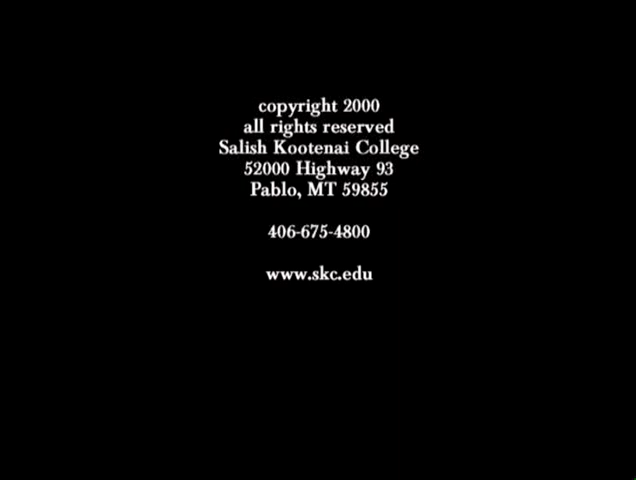 copyright 2000
all rights reserved
Salish Kootenai College
52000 Highway 93
Pablo, MT 59855
406-675-4800
www.skc.edu